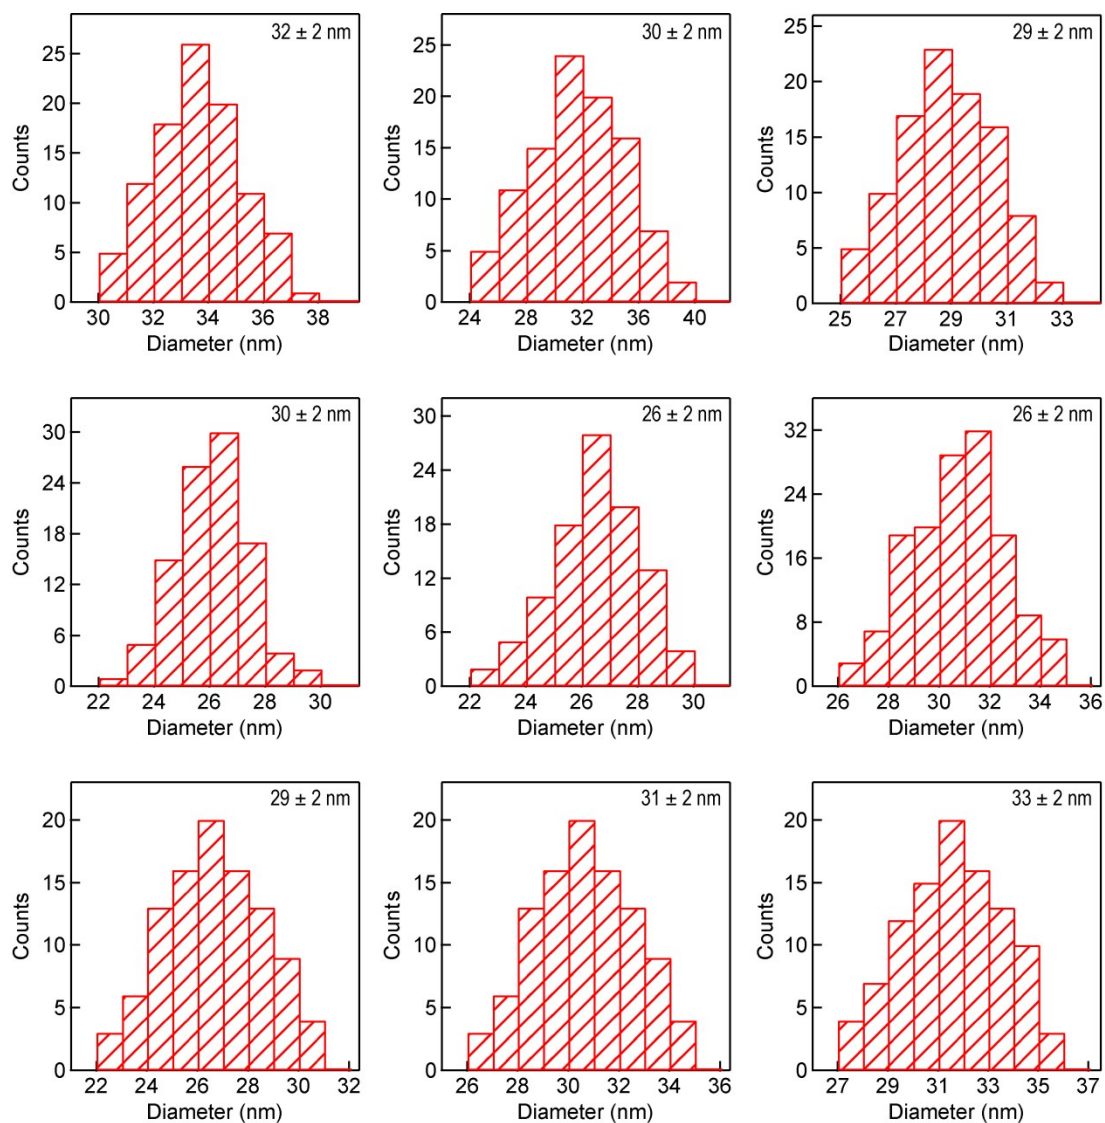 32 ± 2 nm
25
20
15
10
5
0
Counts
30 32 34 36 38
Diameter (nm)
30 ± 2 nm
25
20
15
10
5
0
Counts
24 28 32 36 40
Diameter (nm)
29 ± 2 nm
25
20
15
10
5
0
Counts
25 27 29 31 33
Diameter (nm)
30 ± 2 nm
30
24
18
12
6
0
Counts
22 24 26 28 30
Diameter (nm)
26 ± 2 nm
30
24
18
12
6
0
Counts
22 24 26 28 30
Diameter (nm)
26 ± 2 nm
32
24
16
8
0
Counts
26 28 30 32 34 36
Diameter (nm)
29 ± 2 nm
20
15
10
5
0
Counts
22 24 26 28 30 32
Diameter (nm)
31 ± 2 nm
20
15
10
5
0
Counts
26 28 30 32 34 36
Diameter (nm)
33 ± 2 nm
20
15
10
5
0
Counts
27 29 31 33 35 37
Diameter (nm)